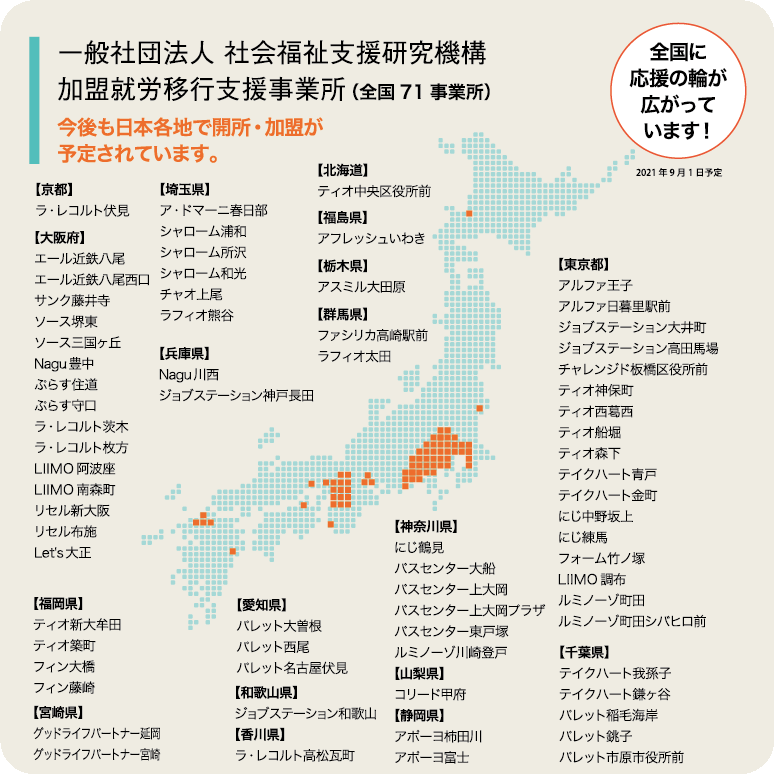 一般社団法人 社会福祉支援研究機構
加盟就労移行支援事業所（全国 71 事業所）
今後も日本各地で開所・加盟が
予定されています。
全国に
応援の輪が
広がって
います！
2021年9月1日予定
【京都】
ラ・レコルト伏見
【大阪府】
エール近鉄八尾
エール近鉄八尾西口
サンク藤井寺
ソース堺東
ソース三国ヶ丘
Nagu豊中
ぷらす住道
ぷらす守口
ラ・レコルト茨木
ラ・レコルト枚方
LIIMO 阿波座
LIIMO 南森町
リセル新大阪
リセル布施
Let's大正
【福岡県】
ティオ新大牟田
ティオ築町
フィン大橋
フィン藤崎
【宮崎県】
グッドライフパートナー延岡
グッドライフパートナー宮崎
【埼玉県】
ア・ドマーニ春日部
シャローム浦和
シャローム所沢
シャローム和光
チャオ上尾
ラフィオ熊谷
【兵庫県】
Nagu川西
ジョブステーション神戸長田
【北海道】
ティオ中央区役所前
【福島県】
アフレッシュいわき
【栃木県】
アスミル大田原
【群馬県】
ファシリカ高崎駅前
ラフィオ太田
【愛知県】
パレット大曽根
パレット西尾
パレット名古屋伏見
【和歌山県】
ジョブステーション和歌山
【香川県】
ラ・レコルト高松瓦町
【神奈川県】
にじ鶴見
パスセンター大船
パスセンター上大岡
パスセンター上大岡プラザ
パスセンター東戸塚
ルミノーゾ川崎登戸
【山梨県】
コリード甲府
【静岡県】
アポーヨ柿田川
アポーヨ富士
【東京都】
アルファ王子
アルファ日暮里駅前
ジョブステーション大井町
ジョブステーション高田馬場
チャレンジド板橋区役所前
ティオ神保町
ティオ西葛西
ティオ船堀
ティオ森下
テイクハート青戸
テイクハート金町
にじ中野坂上
にじ練馬
フォーム竹ノ塚
LIIMO 調布
ルミノーゾ町田
ルミノーゾ町田シバヒロ前
【千葉県】
テイクハート我孫子
テイクハート鎌ヶ谷
パレット稲毛海岸
パレット銚子
パレット市原市役所前